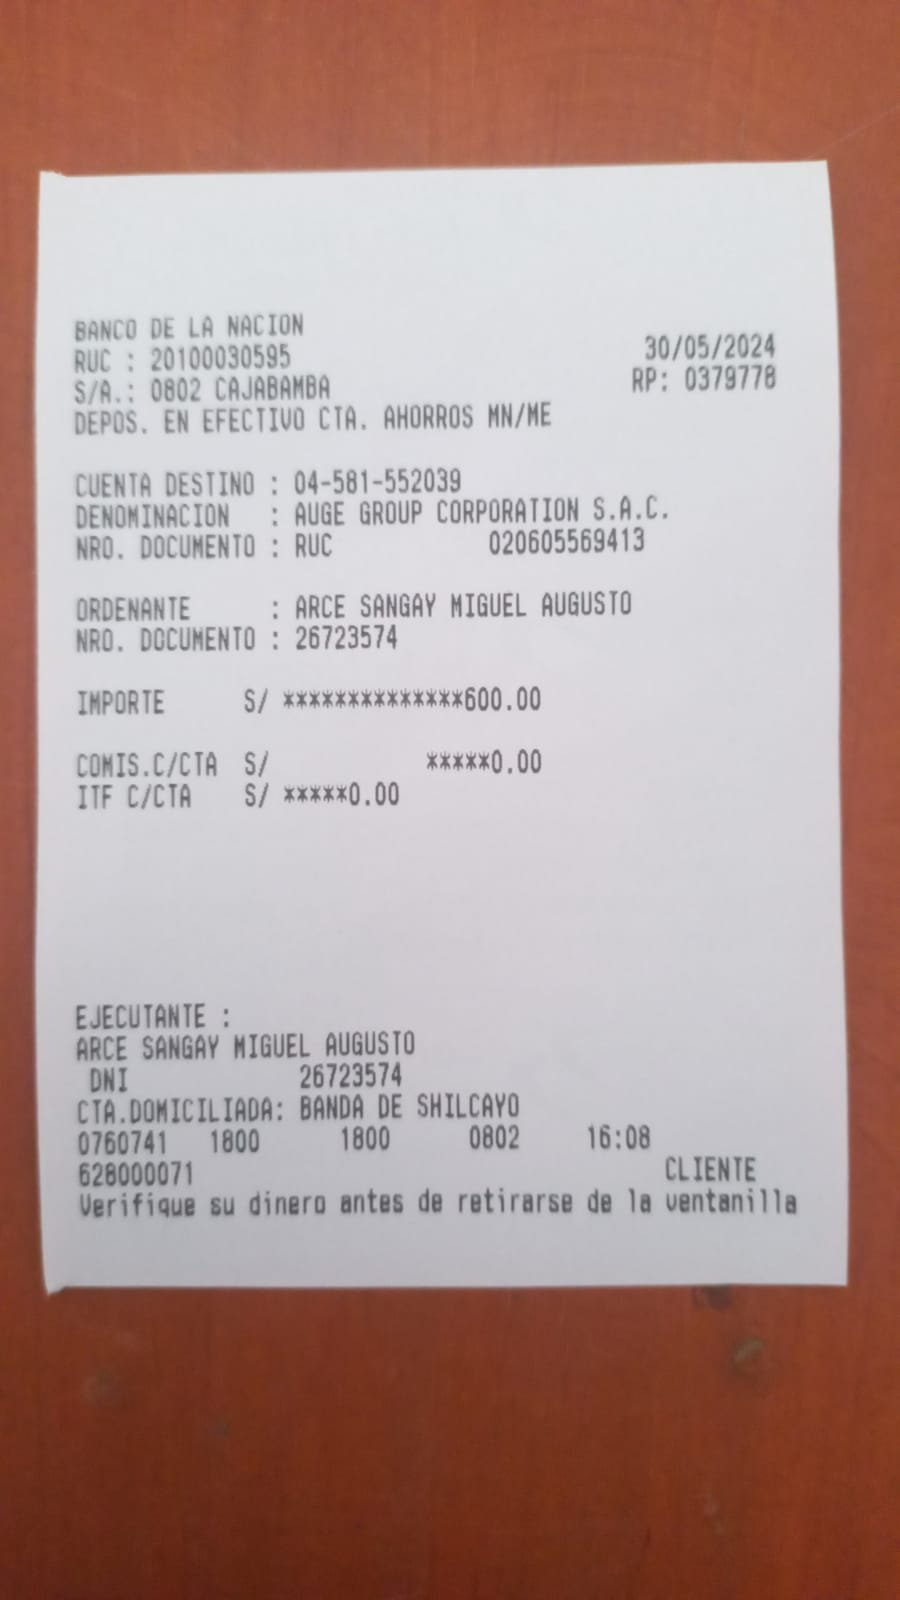 BANCO DE LA NACION
RUC : 20100030595 30/05/2024
S/A.: 0802 CAJABAMBA RP: 0379778
DEPOS. EN EFECTIVO CTA. AHORROS MN/ME
CUENTA DESTINO : 04-581-552039
DENOMINACION : AUGE GROUP CORPORATION S.A.C.
NRO. DOCUMENTO : RUC 020605569413
ORDENANTE : ARCE SANGAY MIGUEL AUGUSTO
NRO. DOCUMENTO : 26723574
IMPORTE S/ **************600.00
COMIS.C/CTA S/ *****0.00
ITF C/CTA S/ *****0.00
EJECUTANTE :
ARCE SANGAY MIGUEL AUGUSTO
DNI 26723574
CTA.DOMICILIADA: BANDA DE SHILCAYO
0760741 1800 1800 0802 16:08
628000071 CLIENTE
Verifique su dinero antes de retirarse de la ventanilla